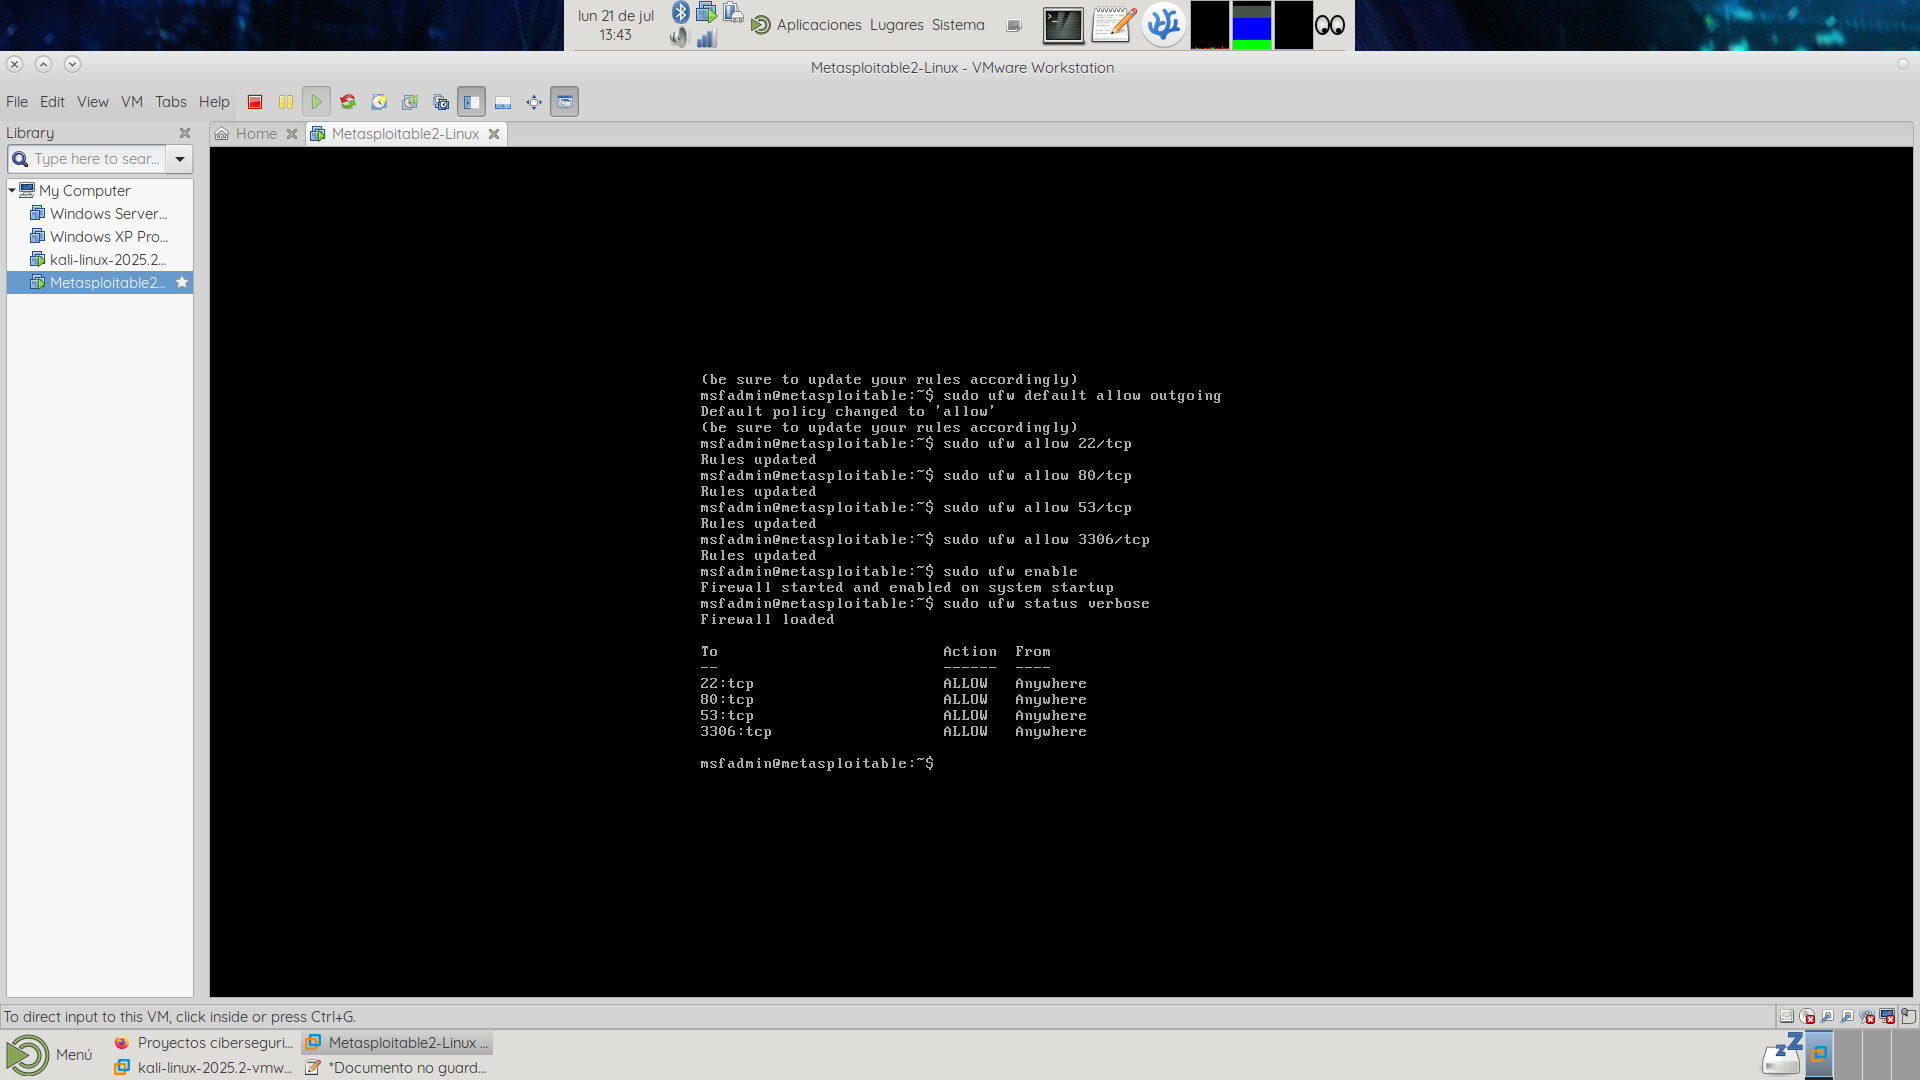 lun 21 de jul
13:43
Aplicaciones Lugares Sistema
Metasploitable2-Linux - VMware Workstation
File Edit View VM Tabs Help
Library
Home
Metasploitable2-Linux
Type here to sear...
My Computer
Windows Server...
Windows XP Pro...
kali-linux-2025.2...
Metasploitable2...
(be sure to update your rules accordingly)
msfadmin@metasploitable:~$ sudo ufw default allow outgoing
Default policy changed to 'allow'
(be sure to update your rules accordingly)
msfadmin@metasploitable:~$ sudo ufw allow 22/tcp
Rules updated
msfadmin@metasploitable:~$ sudo ufw allow 80/tcp
Rules updated
msfadmin@metasploitable:~$ sudo ufw allow 53/tcp
Rules updated
msfadmin@metasploitable:~$ sudo ufw allow 3306/tcp
Rules updated
msfadmin@metasploitable:~$ sudo ufw enable
Firewall started and enabled on system startup
msfadmin@metasploitable:~$ sudo ufw status verbose
Firewall loaded
To Action From
-- ------ ----
22:tcp ALLOW Anywhere
80:tcp ALLOW Anywhere
53:tcp ALLOW Anywhere
3306:tcp ALLOW Anywhere
msfadmin@metasploitable:~$
To direct input to this VM, click inside or press Ctrl+G.
Menú
Proyectos ciberseguri...
Metasploitable2-Linux ...
kali-linux-2025.2-vmw...
*Documento no guard...